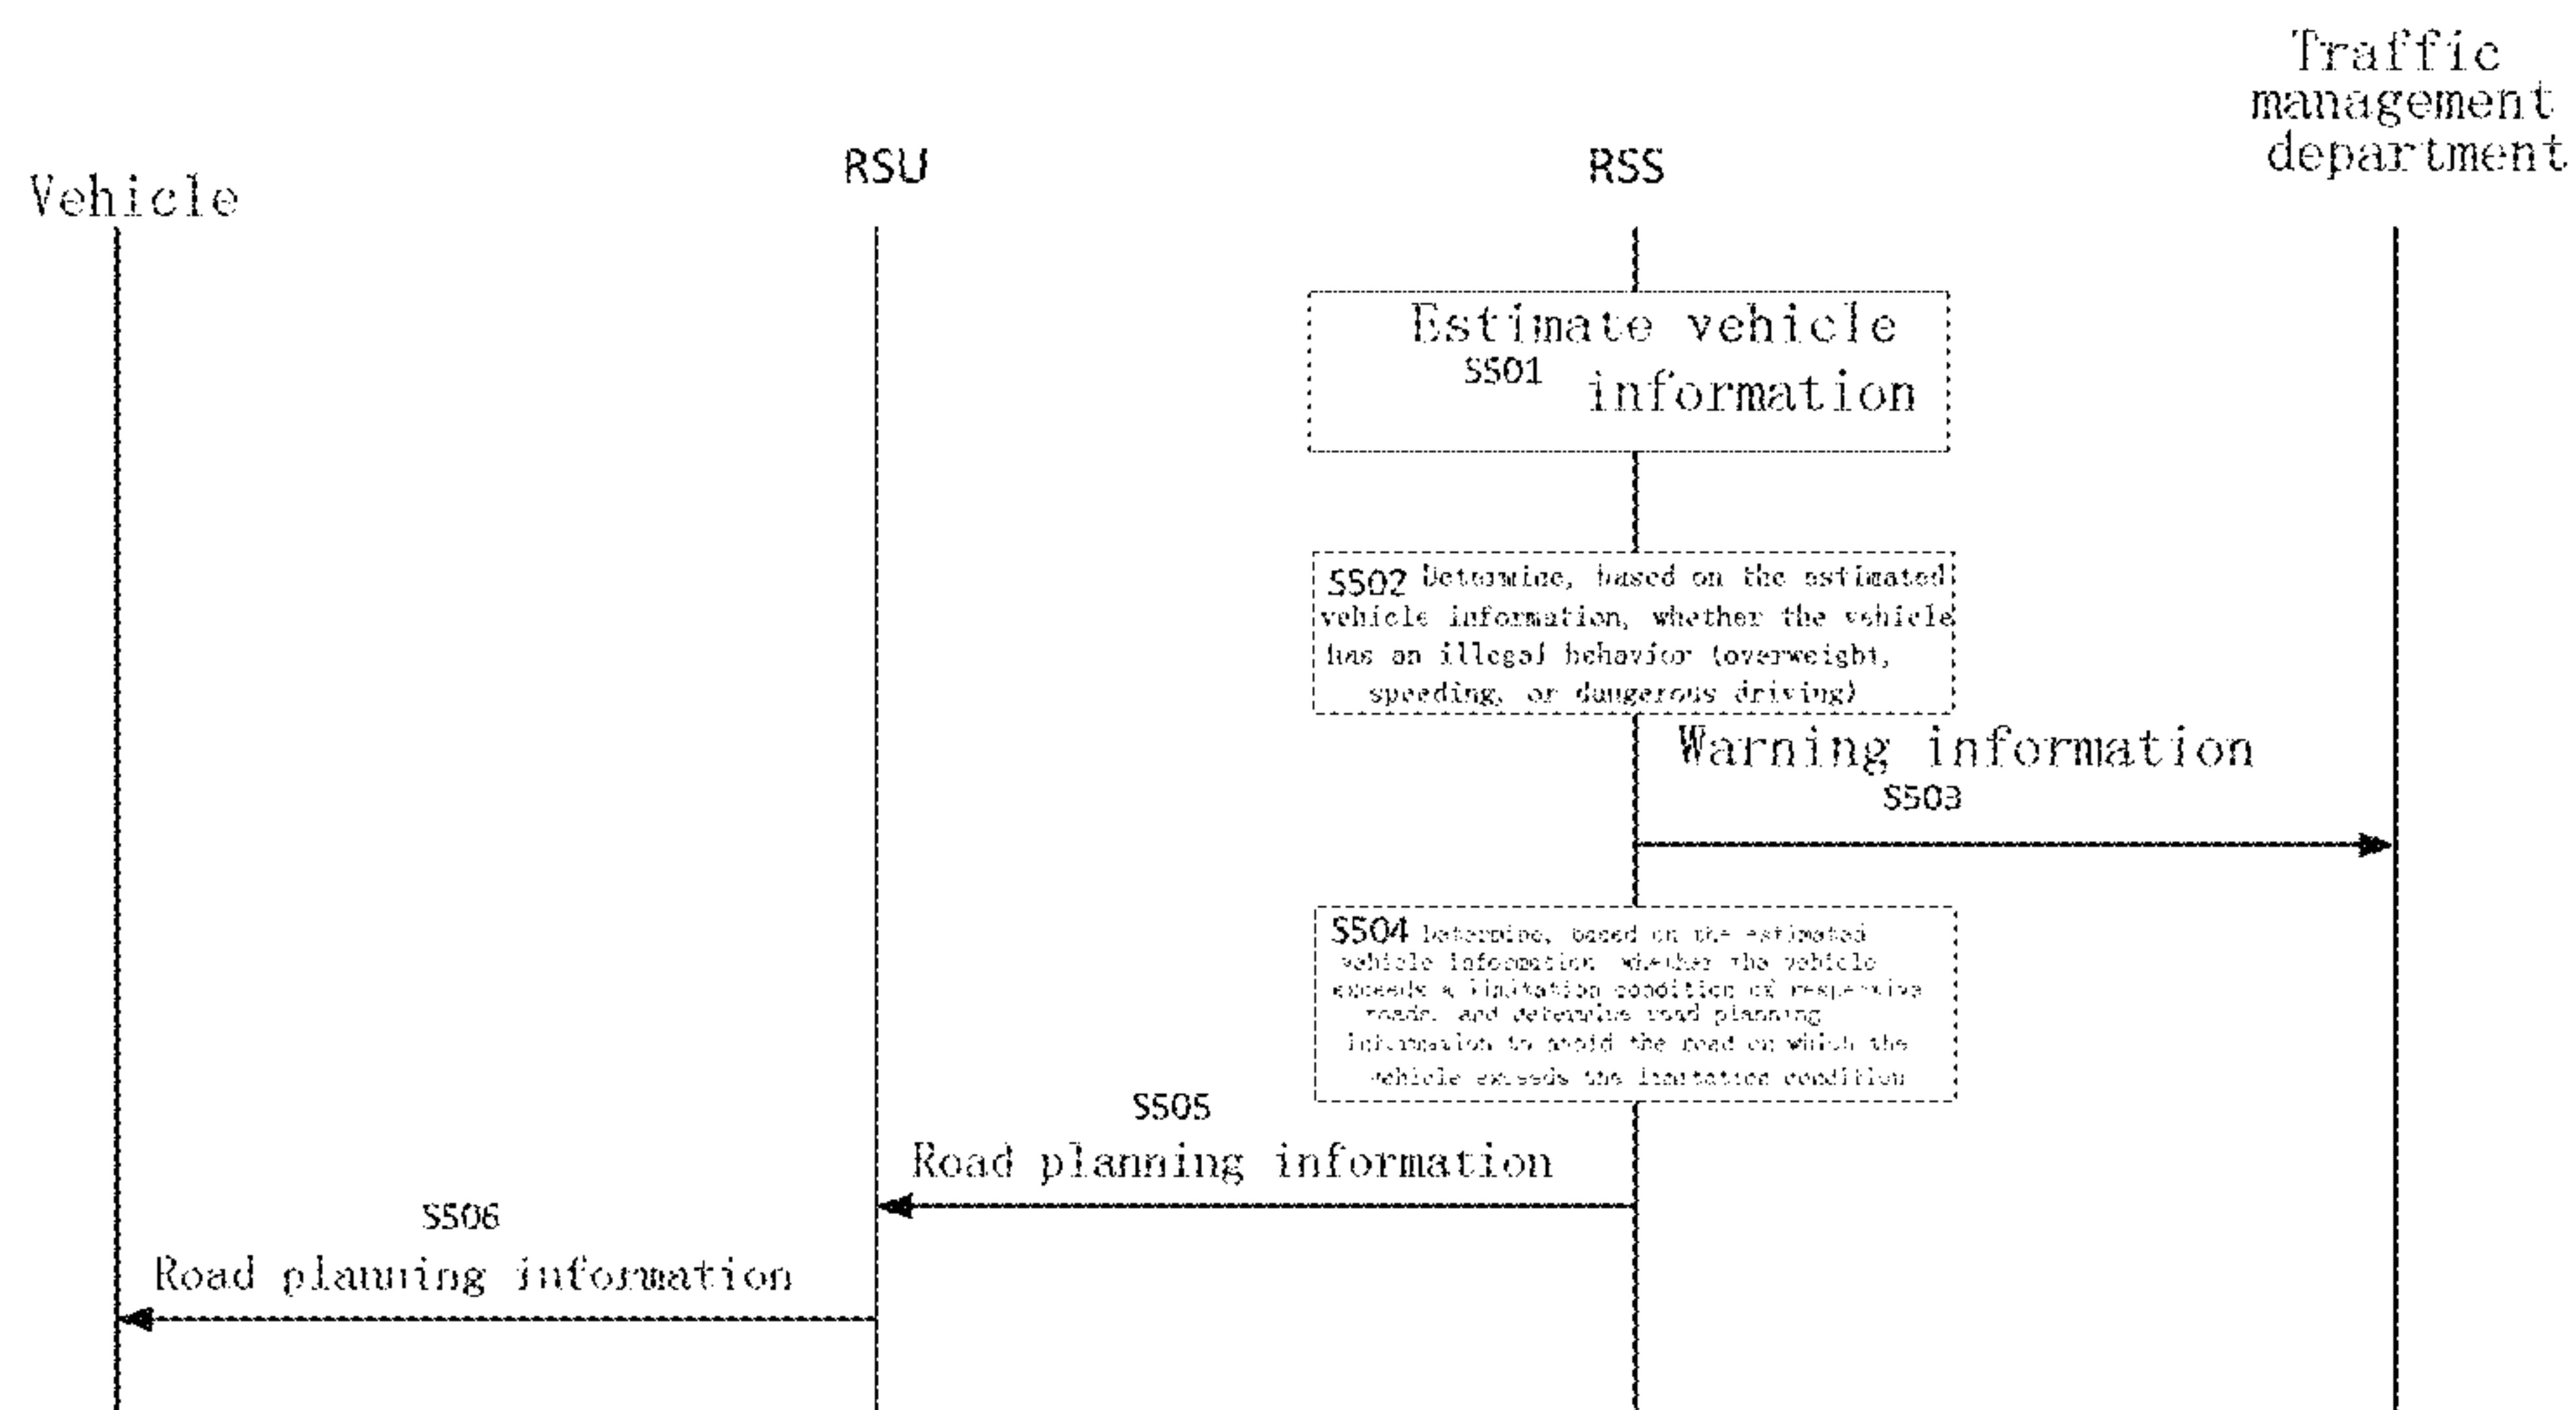 Traffic
management
department
Vehicle
RSU
RSS
Estimate vehicle
S501
information
S502 Determine, based on the estimated
vehicle information, whether the vehicle
has an illegal behavior (overweight,
speeding, or dangerous driving)
Warning information
S503
S504 Determine, based on the estimated
vehicle information whether the vehicle
exceeds a limitation condition of respective
roads, and determine road planning
information to avoid the road on which the
vehicle exceeds the limitation condition
S505
Road planning information
S506
Road planning information